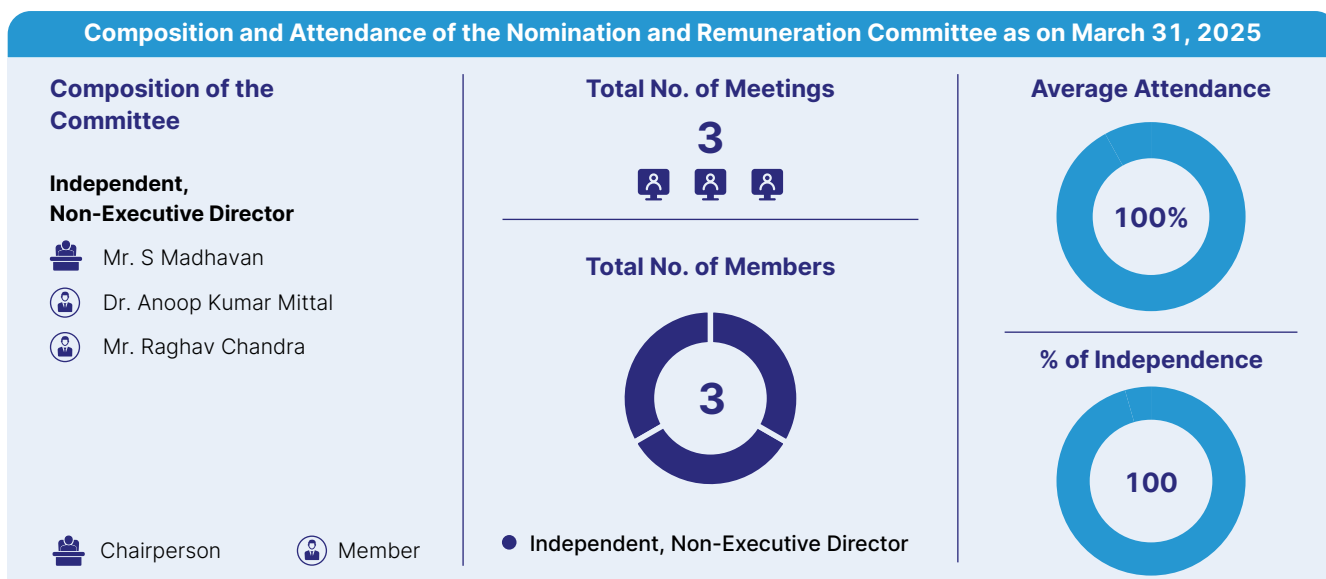 Composition and Attendance of the Nomination and Remuneration Committee as on March 31, 2025
Composition of the
Committee
Independent,
Non-Executive Director
Mr. S Madhavan
Dr. Anoop Kumar Mittal
Mr. Raghav Chandra
Chairperson
Member
Total No. of Meetings
3
Total No. of Members
3
Independent, Non-Executive Director
Average Attendance
100%
% of Independence
100